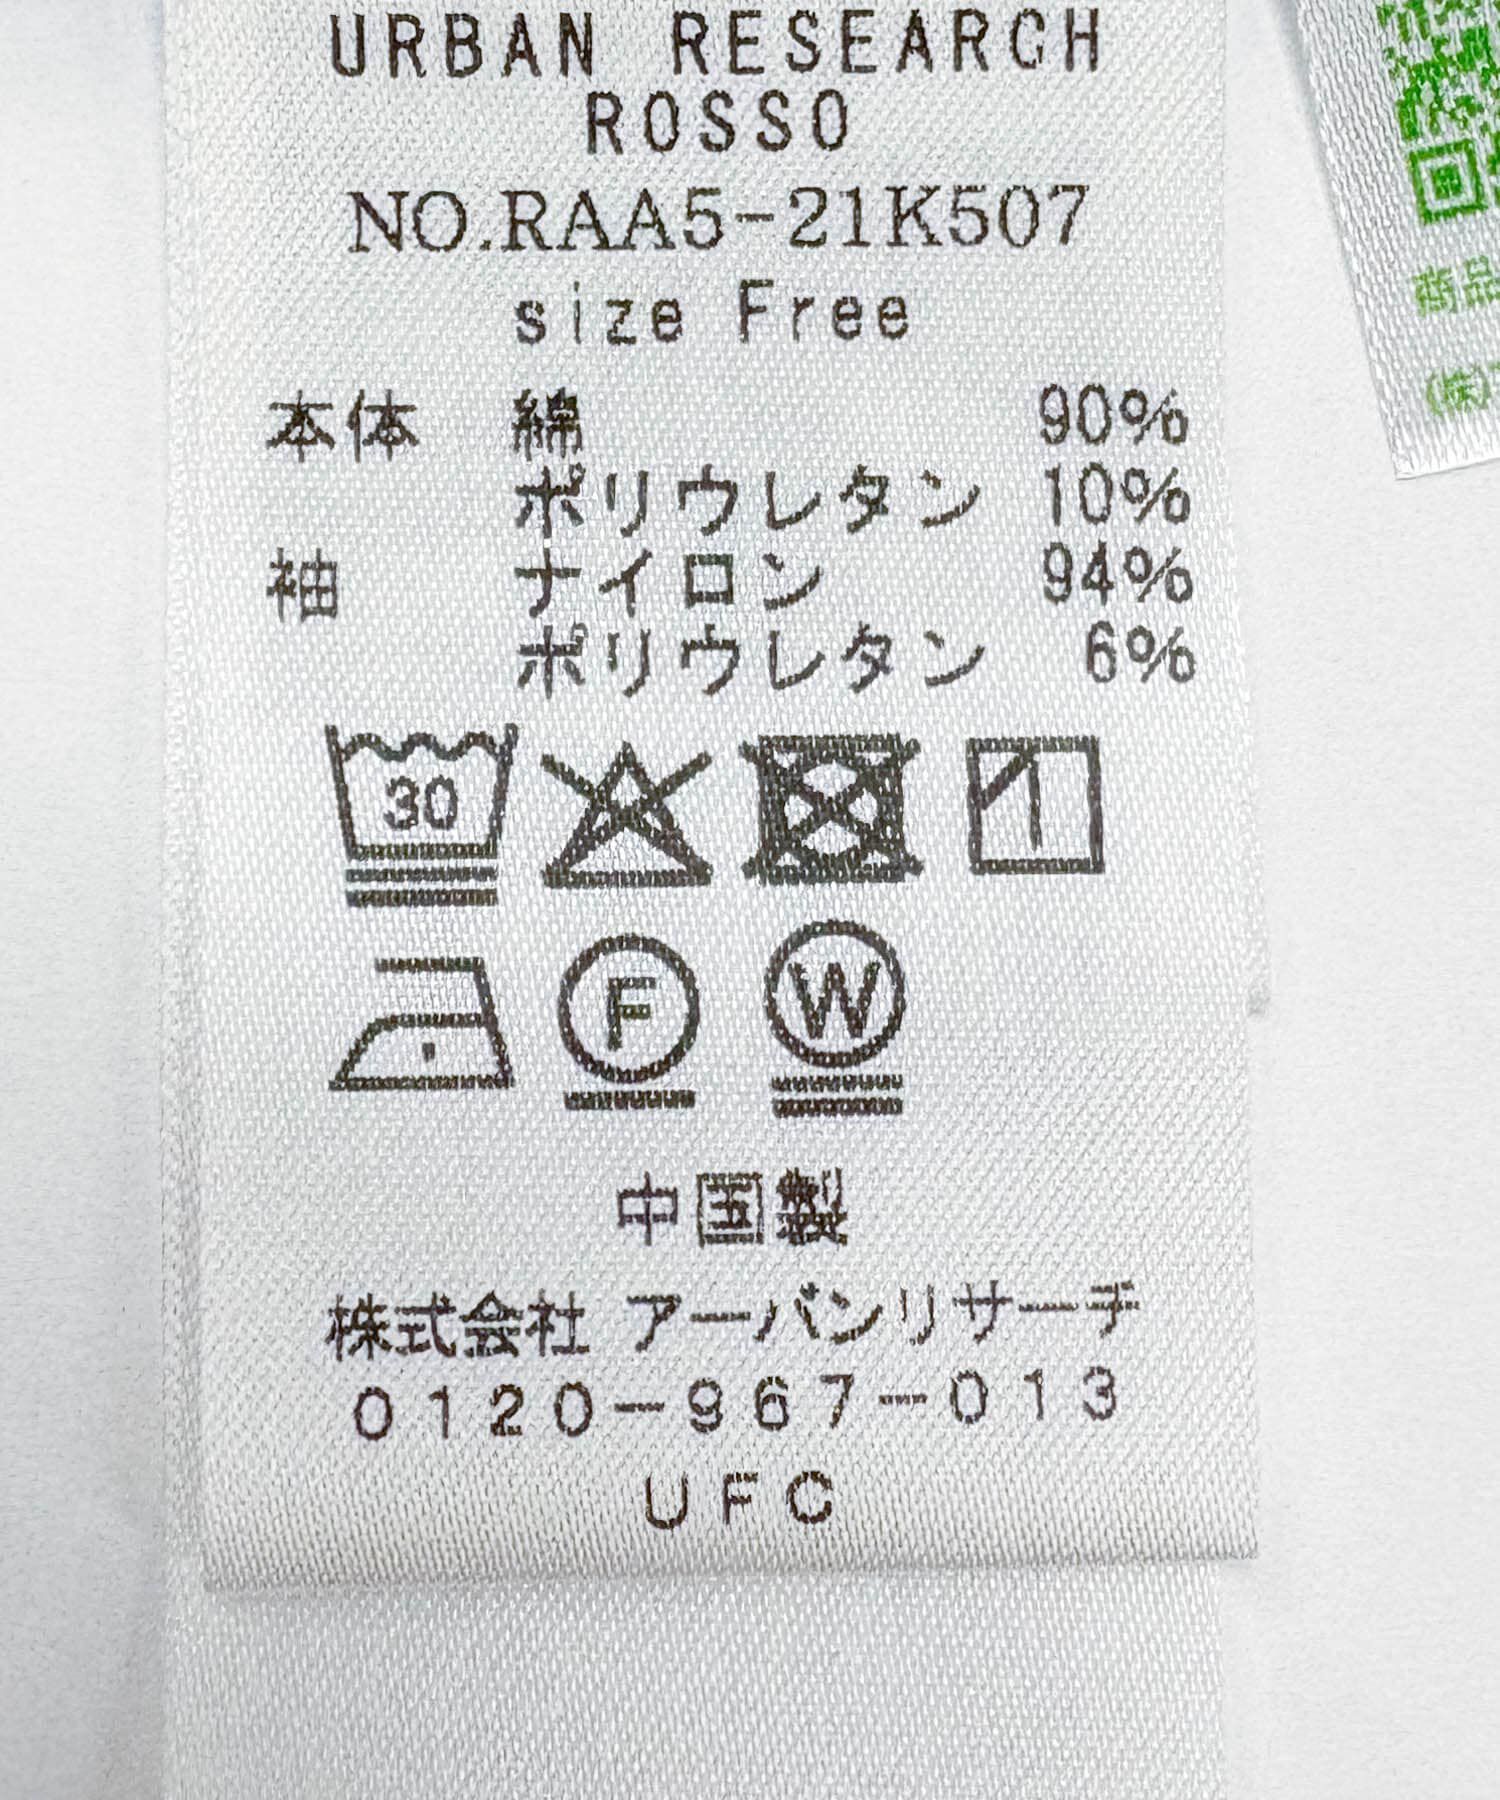 URBAN RESEARCH
ROSSO
NO.RAA5-21K507
size Free
本体 綿 90%
ポリウレタン 10%
袖 ナイロン 94%
ポリウレタン 6%
30
F W
中国製
株式会社 アーバンリサーチ
0120-967-013
UFC
商品
(株)